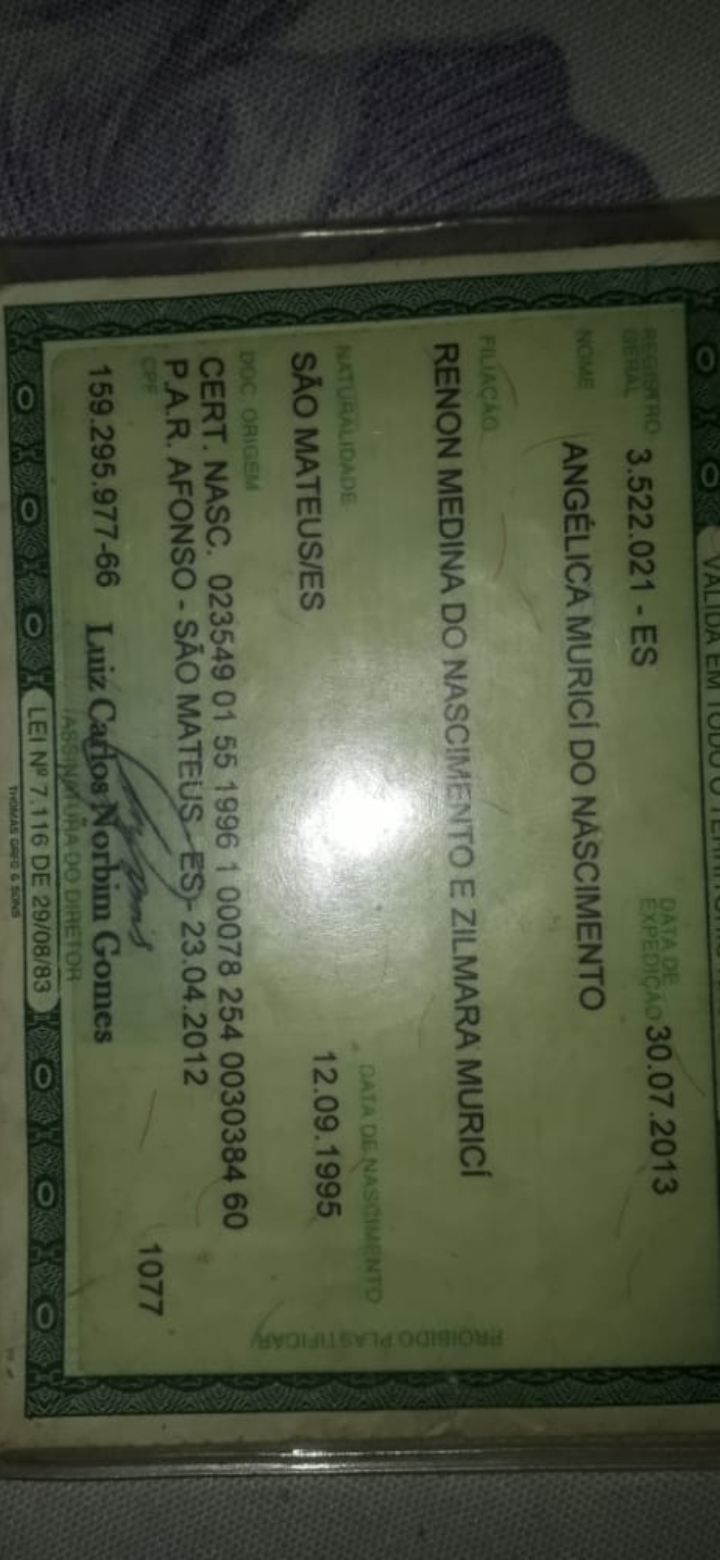 VÁLIDA EM TODO O
REGISTRO GERAL 3.522.021 - ES DATA DE EXPEDIÇÃO 30.07.2013
NOME
ANGÉLICA MURICÍ DO NASCIMENTO
FILIAÇÃO
RENON MEDINA DO NASCIMENTO E ZILMARA MURICÍ
NATURALIDADE DATA DE NASCIMENTO
SÃO MATEUS/ES 12.09.1995
DOC. ORIGEM
CERT. NASC. 023549 01 55 1996 1 00078 254 0030384 60
P.A.R. AFONSO - SÃO MATEUS - ES - 23.04.2012
CPF
159.295.977-66 Luiz Carlos Norbim Gomes 1077
ASSINATURA DO DIRETOR
LEI Nº 7.116 DE 29/08/83
THOMAS GREG & SONS
PROIBIDO PLASTIFICAR